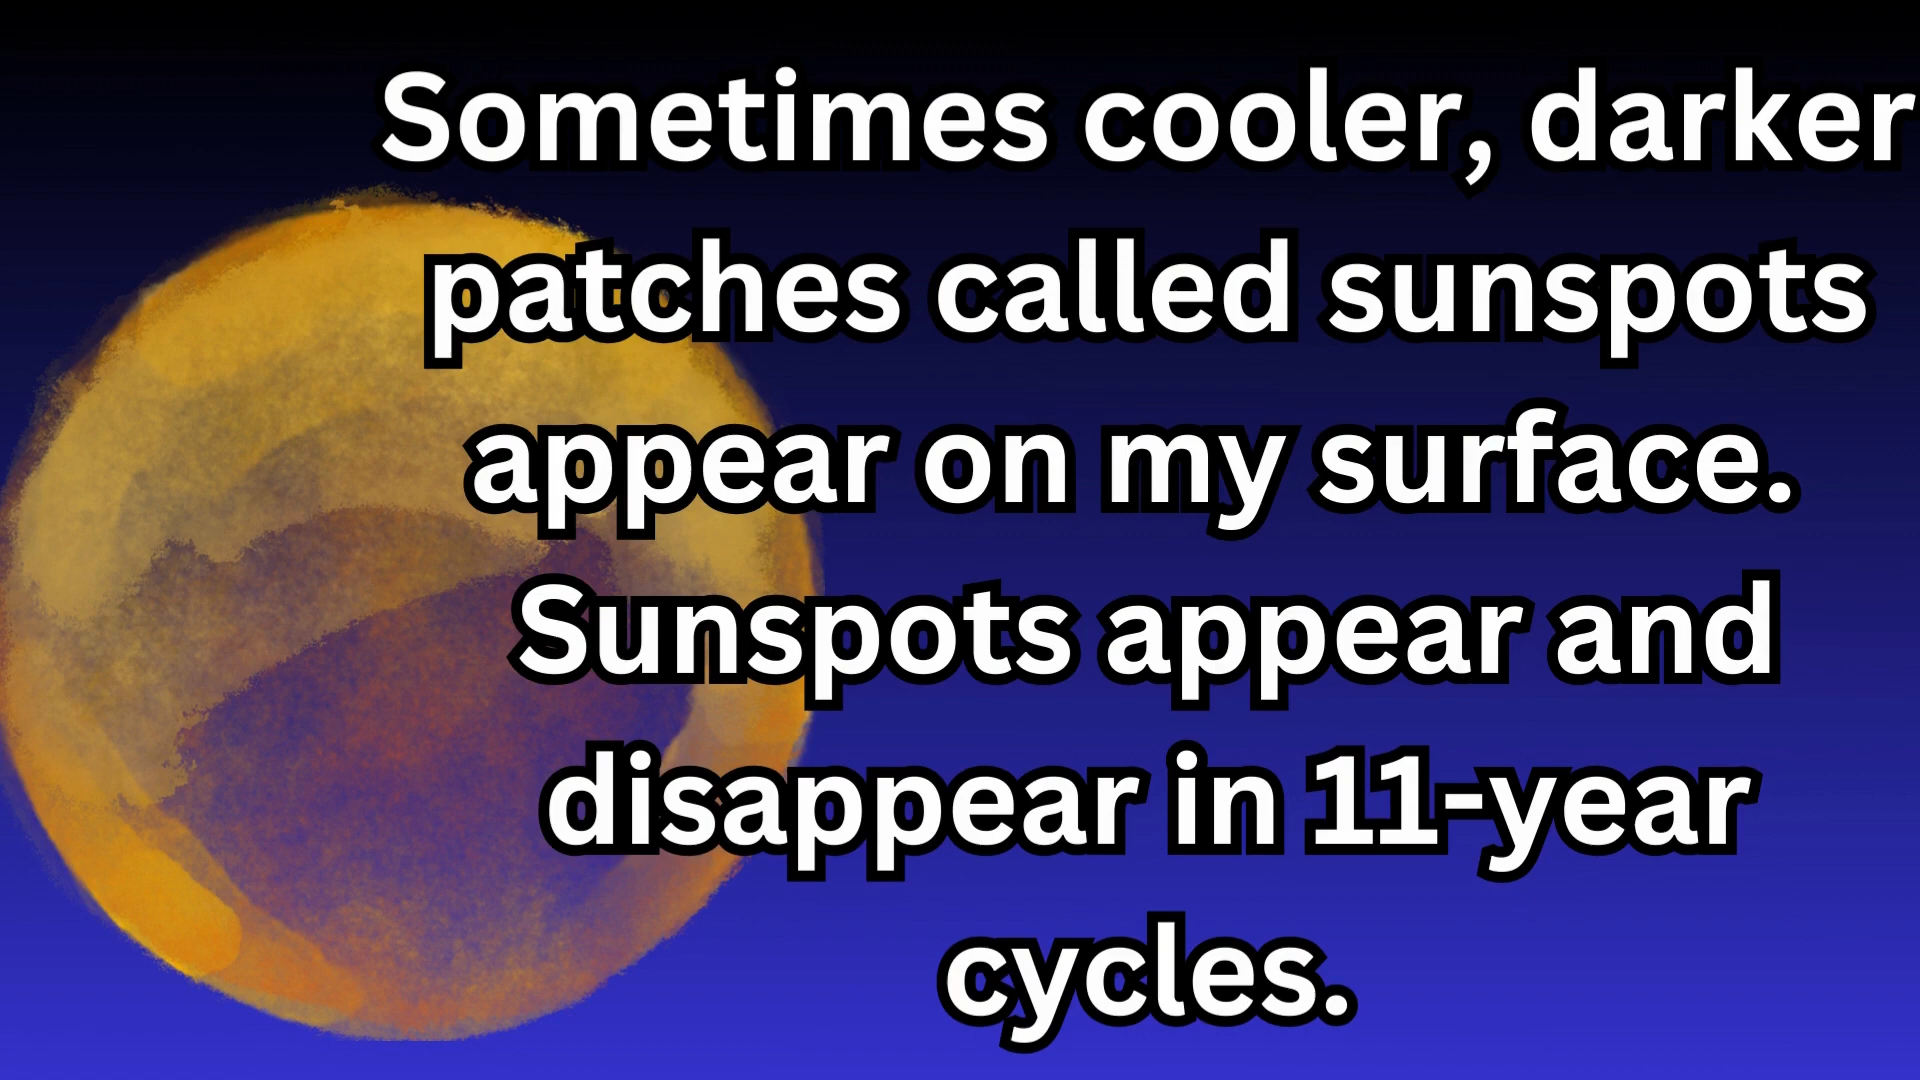 Sometimes cooler, darker
patches called sunspots
appear on my surface.
Sunspots appear and
disappear in 11-year
cycles.